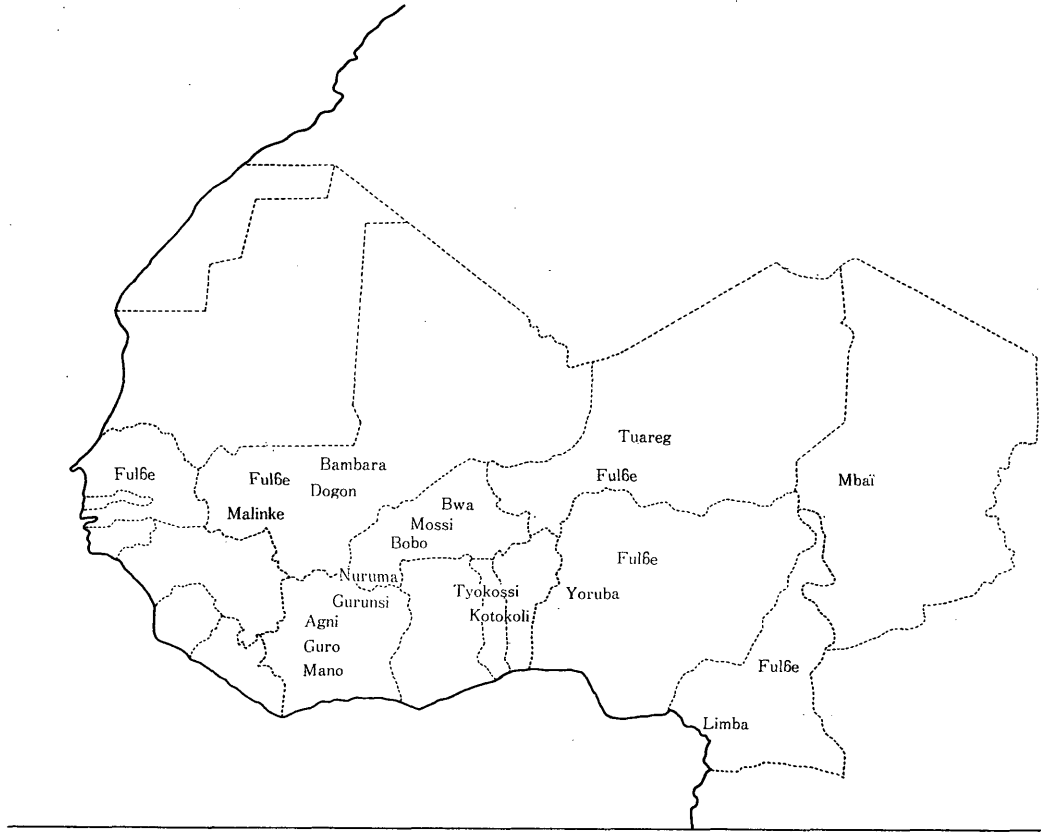 Tuareg
Bambara
Fulɓe
Fulɓe
Fulɓe
Mbaï
Dogon
Bwa
Malinke
Mossi
Bobo
Fulɓe
Nuruma
Tyokossi
Yoruba
Gurunsi
Kotokoli
Agni
Guro
Mano
Fulɓe
Limba